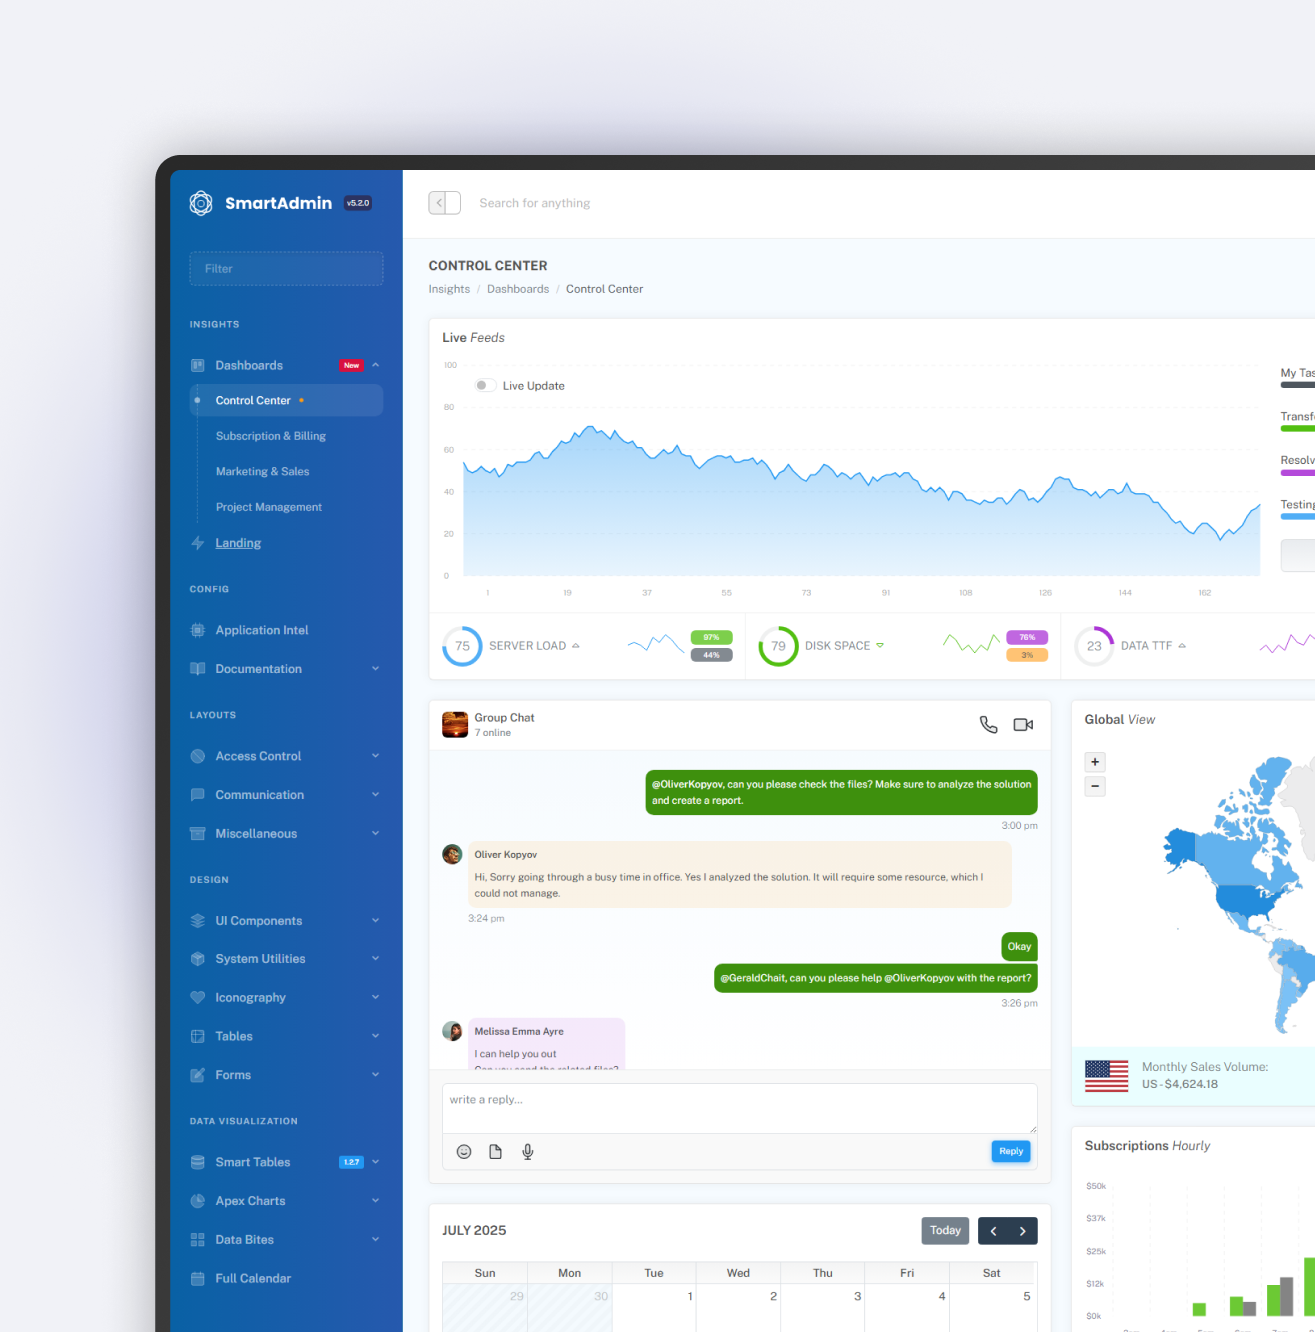 SmartAdmin v5.2.0
Filter
INSIGHTS
Dashboards New
Control Center
Subscription & Billing
Marketing & Sales
Project Management
Landing
CONFIG
Application Intel
Documentation
LAYOUTS
Access Control
Communication
Miscellaneous
DESIGN
UI Components
System Utilities
Iconography
Tables
Forms
DATA VISUALIZATION
Smart Tables 1.2.7
Apex Charts
Data Bites
Full Calendar
Search for anything
CONTROL CENTER
Insights / Dashboards / Control Center
Live Feeds
Live Update
100
80
60
40
20
0
1 19 37 55 73 91 108 126 144 162
My Tas
Transf
Resolv
Testing
75 SERVER LOAD 97% 44%
79 DISK SPACE 76% 3%
23 DATA TTF
Group Chat
7 online
@OliverKopyov, can you please check the files? Make sure to analyze the solution
and create a report.
3:00 pm
Oliver Kopyov
Hi, Sorry going through a busy time in office. Yes I analyzed the solution. It will require some resource, which I
could not manage.
3:24 pm
Okay
@GeraldChait, can you please help @OliverKopyov with the report?
3:26 pm
Melissa Emma Ayre
I can help you out
Can you send the related files?
write a reply...
Reply
JULY 2025
Today
Sun Mon Tue Wed Thu Fri Sat
29 30 1 2 3 4 5
Global View
+
−
Monthly Sales Volume:
US - $4,624.18
Subscriptions Hourly
$50k
$37k
$25k
$12k
$0k